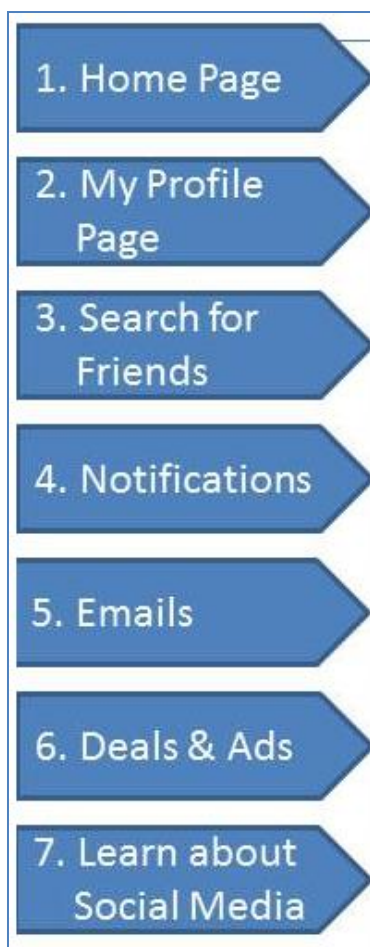 1. Home Page
2. My Profile
Page
3. Search for
Friends
4. Notifications
5. Emails
6. Deals & Ads
7. Learn about
Social Media